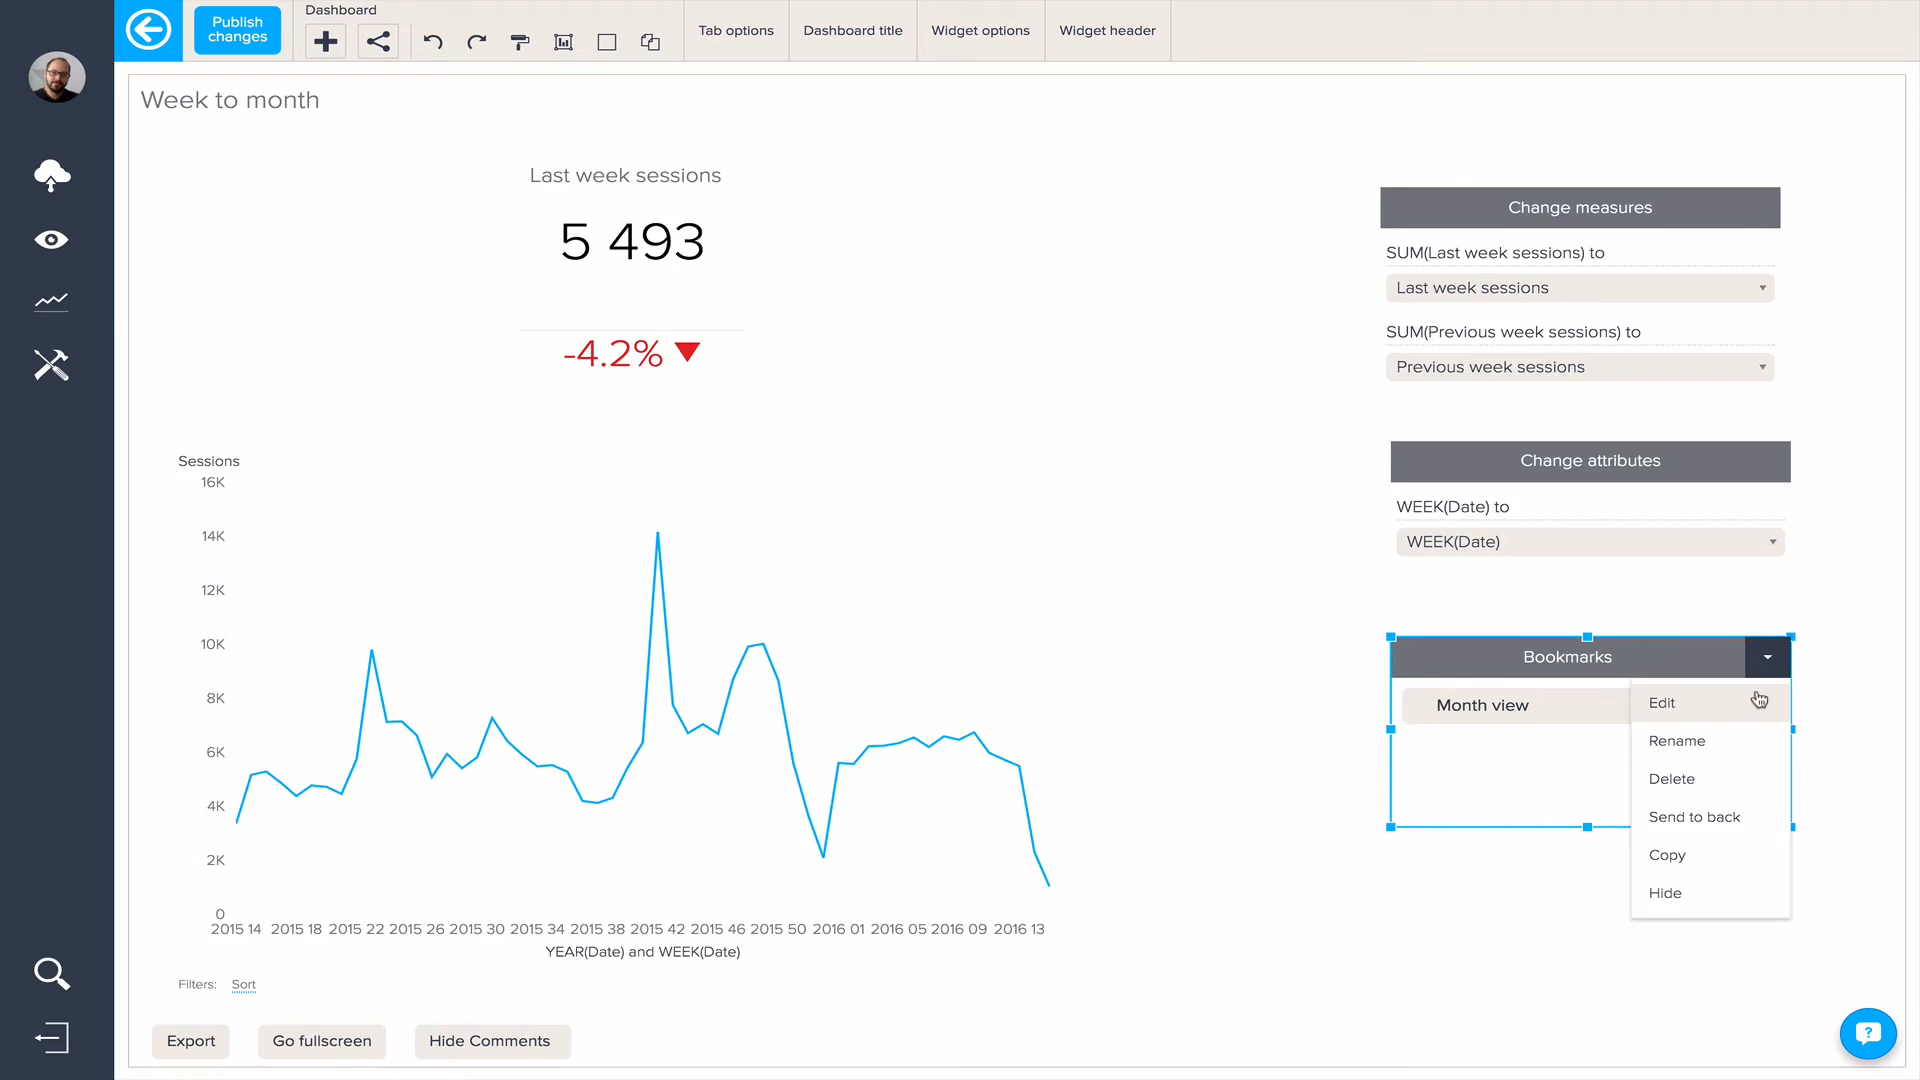 Publish
changes
Dashboard
Tab options
Dashboard title
Widget options
Widget header
Week to month
Last week sessions
5 493
-4.2%
Change measures
SUM(Last week sessions) to
Last week sessions
SUM(Previous week sessions) to
Previous week sessions
Change attributes
WEEK(Date) to
WEEK(Date)
Bookmarks
Month view
Edit
Rename
Delete
Send to back
Copy
Hide
Sessions
16K
14K
12K
10K
8K
6K
4K
2K
0
2015 14 2015 18 2015 22 2015 26 2015 30 2015 34 2015 38 2015 42 2015 46 2015 50 2016 01 2016 05 2016 09 2016 13
YEAR(Date) and WEEK(Date)
Filters: Sort
Export
Go fullscreen
Hide Comments
?